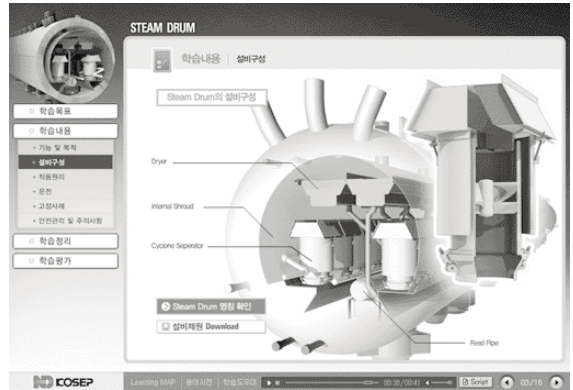 STEAM DRUM
학습내용 | 설비구성
학습목표
학습내용
기능 및 목적
설비구성
작동원리
운전
고장사례
안전관리 및 주의사항
학습정리
학습평가
Steam Drum의 설비구성
Dryer
Internal Shroud
Cyclone Seperator
Feed Pipe
Steam Drum 명칭 확인
설비제원 Download
KOSEP
Learning MAP | 용어사전 | 학습도우미
00:38/00:41
Script
03/16